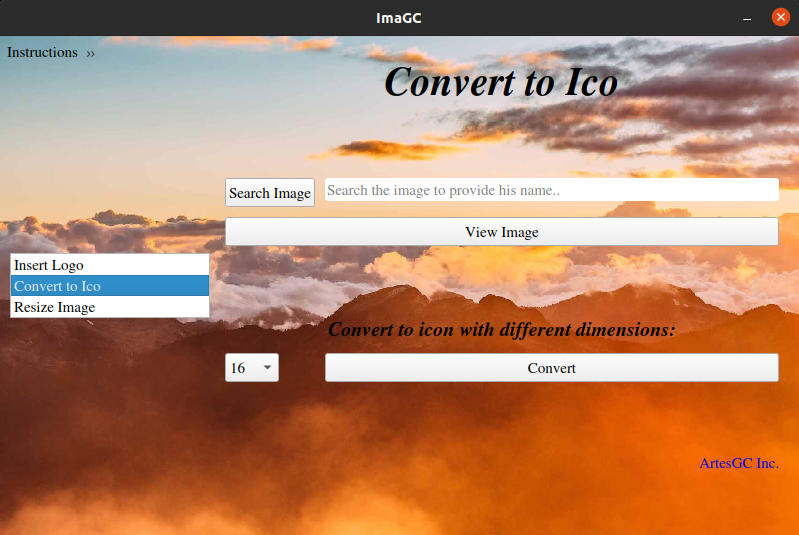 ImaGC
Instructions ››
Convert to Ico
Search Image
Search the image to provide his name..
View Image
Insert Logo
Convert to Ico
Resize Image
Convert to icon with different dimensions:
16
Convert
ArtesGC Inc.